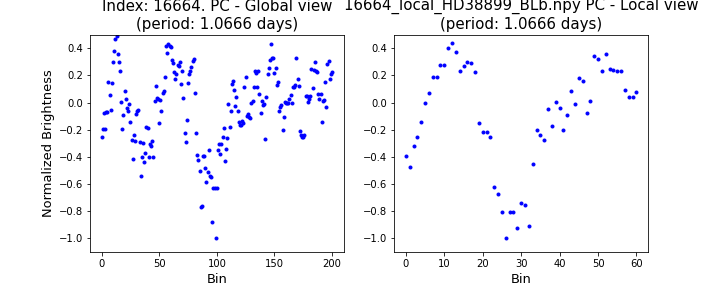 Index: 16664. PC - Global view
(period: 1.0666 days)
16664_local_HD38899_BLb.npy PC - Local view
(period: 1.0666 days)
Normalized Brightness
0.4
0.2
0.0
−0.2
−0.4
−0.6
−0.8
−1.0
0 50 100 150 200
Bin
0.4
0.2
0.0
−0.2
−0.4
−0.6
−0.8
−1.0
0 10 20 30 40 50 60
Bin